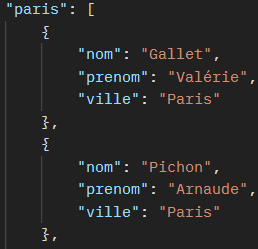 "paris": [
{
"nom": "Gallet",
"prenom": "Valérie",
"ville": "Paris"
},
{
"nom": "Pichon",
"prenom": "Arnaude",
"ville": "Paris"
},